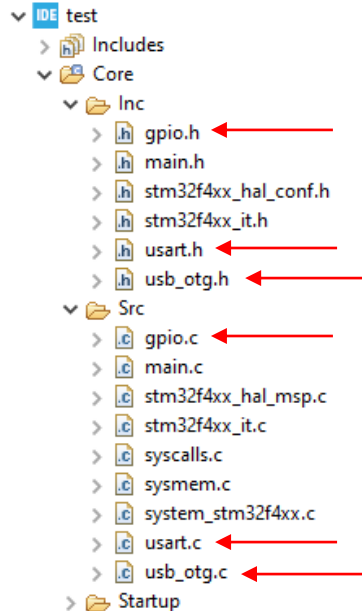 IDE test
Includes
Core
Inc
.h gpio.h
.h main.h
.h stm32f4xx_hal_conf.h
.h stm32f4xx_it.h
.h usart.h
.h usb_otg.h
Src
.c gpio.c
.c main.c
.c stm32f4xx_hal_msp.c
.c stm32f4xx_it.c
.c syscalls.c
.c sysmem.c
.c system_stm32f4xx.c
.c usart.c
.c usb_otg.c
Startup